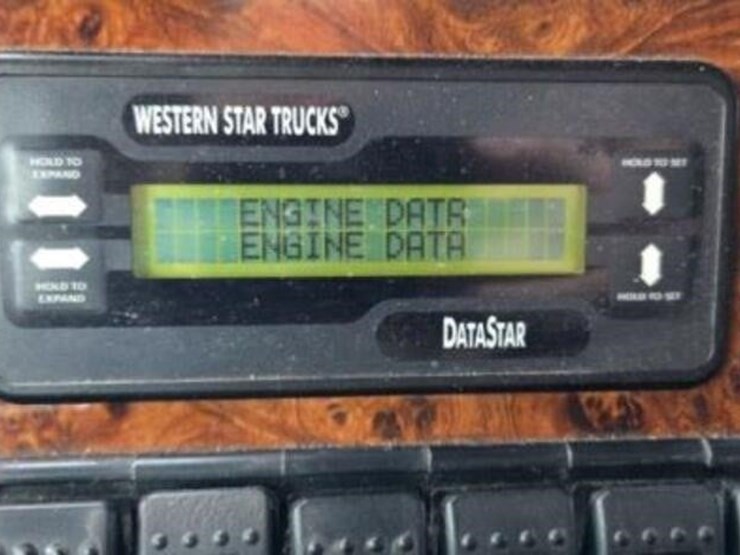 WESTERN STAR TRUCKS®
HOLD TO
EXPAND
HOLD TO SET
ENGINE DATA
ENGINE DATA
HOLD TO
EXPAND
HOLD TO SET
DATASTAR